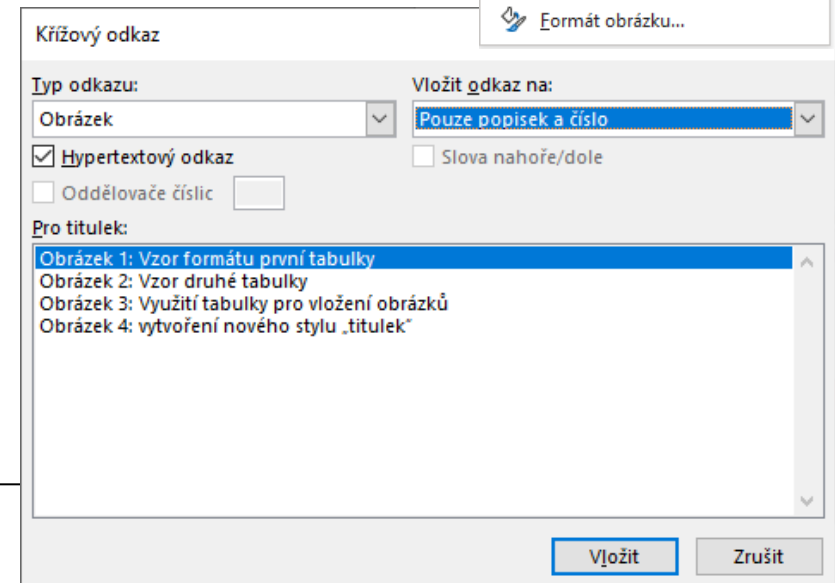 Formát obrázku...
Křížový odkaz
Typ odkazu:
Vložit odkaz na:
Obrázek
Pouze popisek a číslo
Hypertextový odkaz
Slova nahoře/dole
Oddělovače číslic
Pro titulek:
Obrázek 1: Vzor formátu první tabulky
Obrázek 2: Vzor druhé tabulky
Obrázek 3: Využití tabulky pro vložení obrázků
Obrázek 4: vytvoření nového stylu „titulek“
Vložit
Zrušit